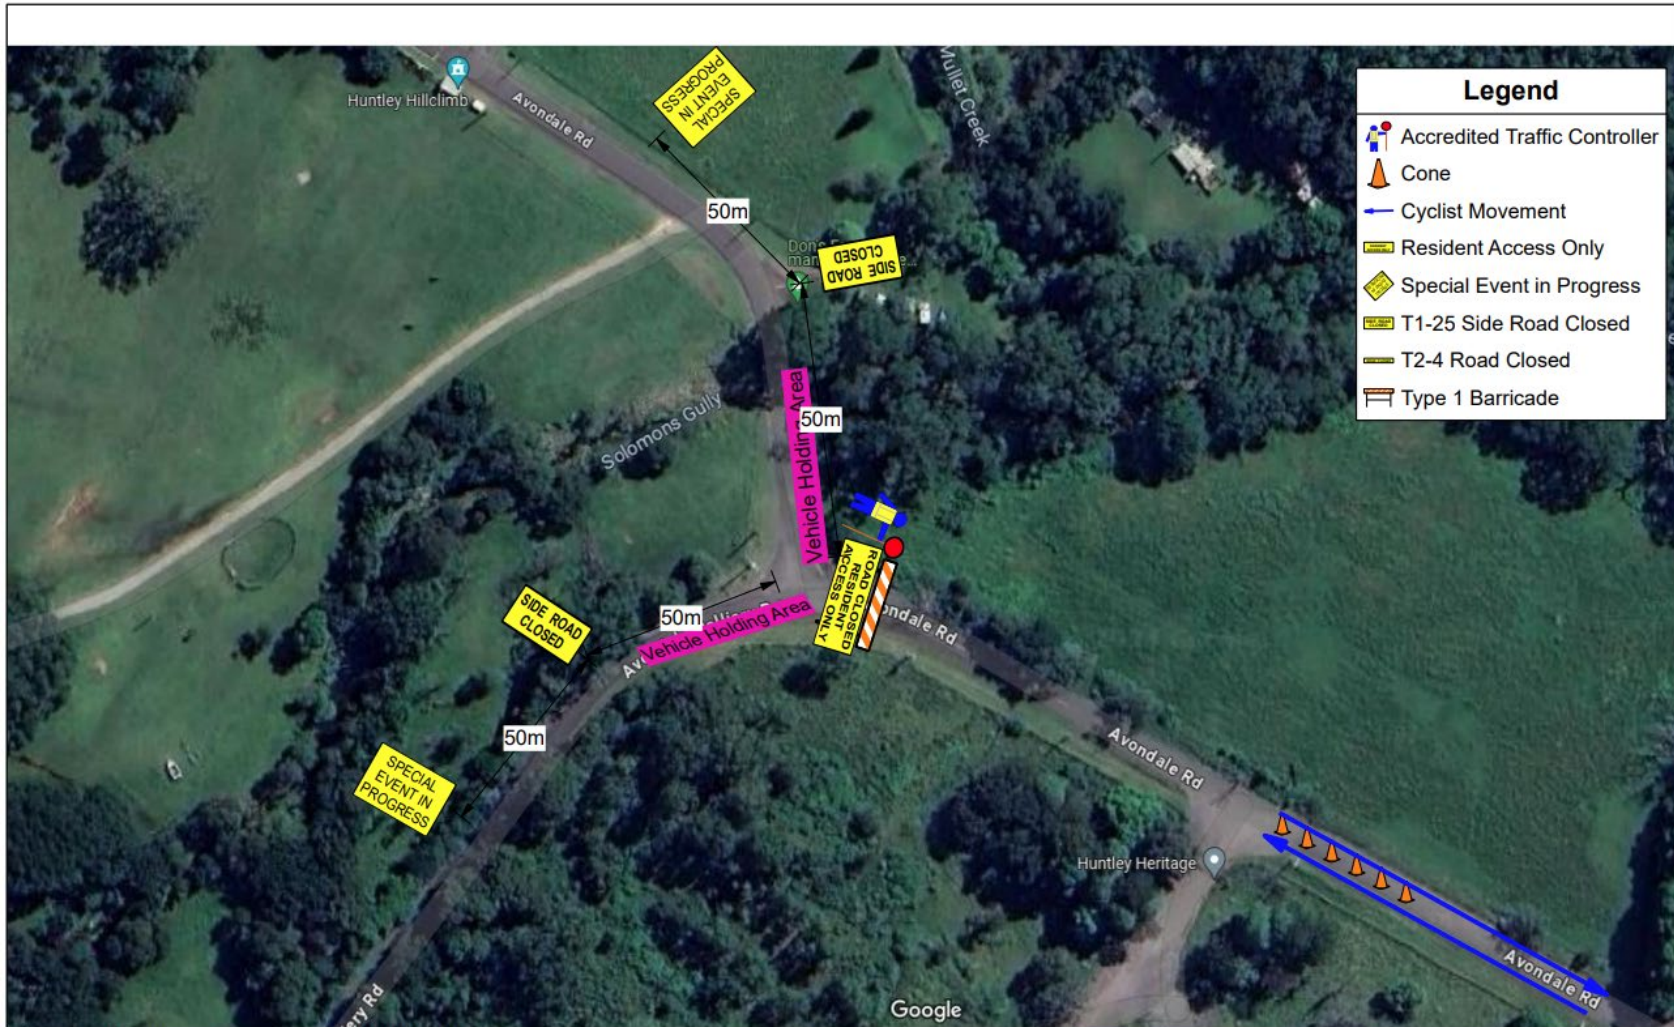 Legend
Accredited Traffic Controller
Cone
Cyclist Movement
Resident Access Only
Special Event in Progress
T1-25 Side Road Closed
T2-4 Road Closed
Type 1 Barricade
Huntley Hillclimb
Avondale Rd
SPECIAL
EVENT IN
PROGRESS
Mullet Creek
50m
SIDE ROAD
CLOSED
Vehicle Holding Area
50m
Solomons Gully
ROAD CLOSED
RESIDENT
ACCESS ONLY
SIDE ROAD
CLOSED
50m
Vehicle Holding Area
ondale Rd
50m
SPECIAL
EVENT IN
PROGRESS
Avondale Rd
Huntley Heritage
Avondale Rd
ery Rd
Google